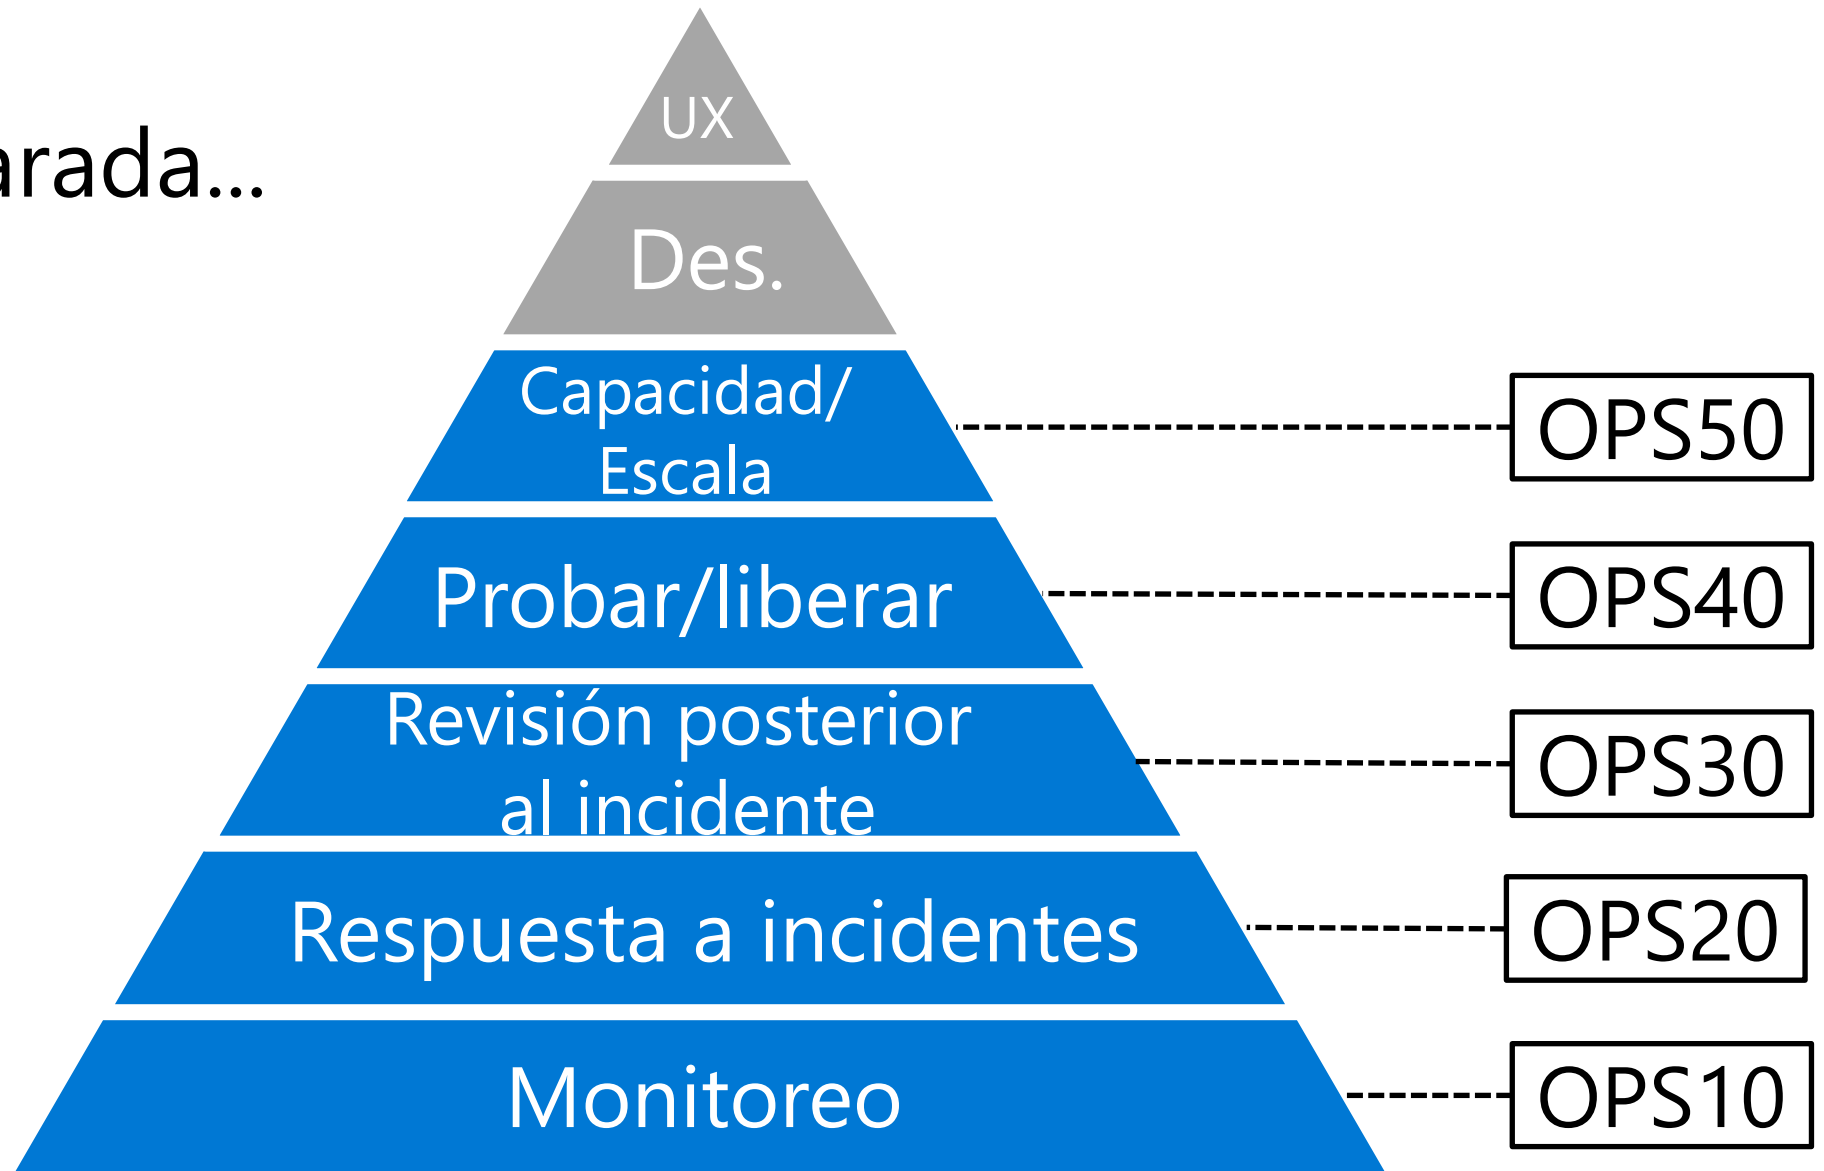 UX
arada...
Des.
Capacidad/
Escala
OPS50
Probar/liberar
OPS40
Revisión posterior
al incidente
OPS30
Respuesta a incidentes
OPS20
Monitoreo
OPS10